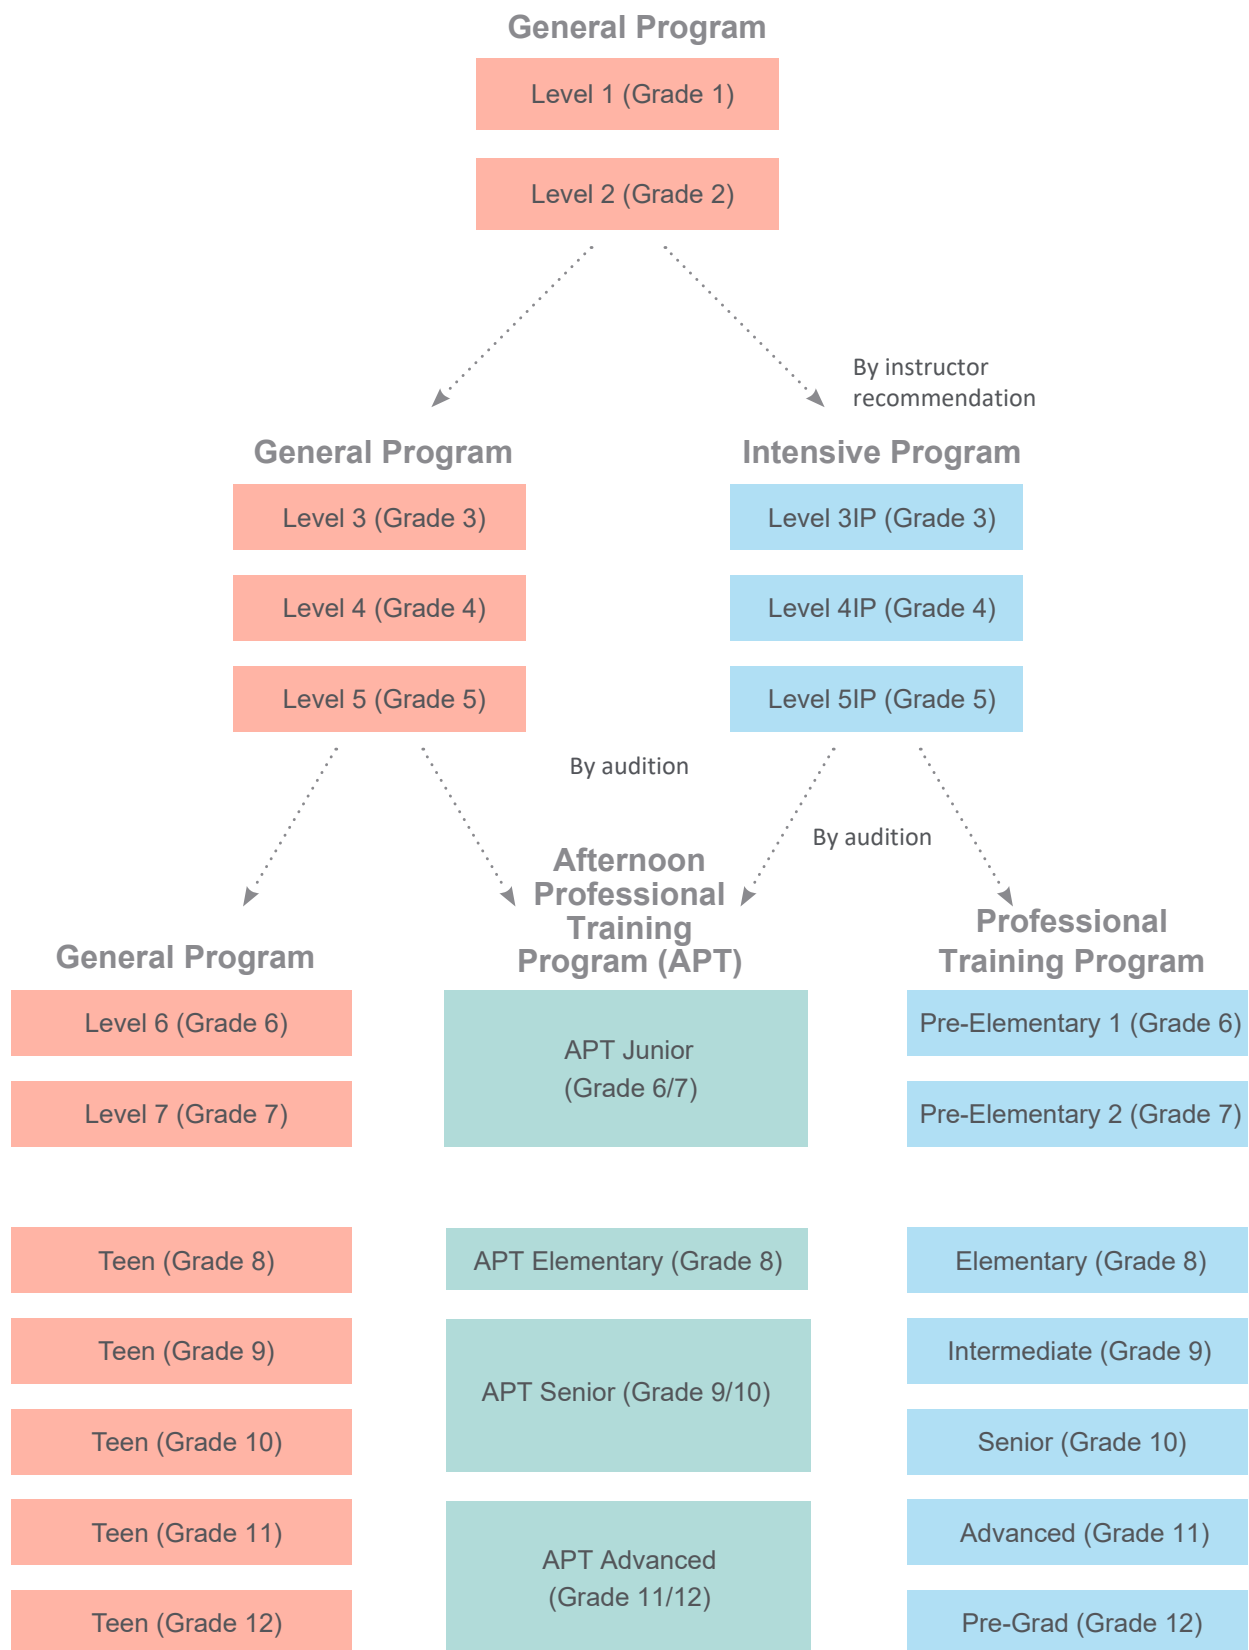 General Program
Level 1 (Grade 1)
Level 2 (Grade 2)
By instructor
recommendation
General Program
Level 3 (Grade 3)
Level 4 (Grade 4)
Level 5 (Grade 5)
Intensive Program
Level 3IP (Grade 3)
Level 4IP (Grade 4)
Level 5IP (Grade 5)
By audition
By audition
General Program
Level 6 (Grade 6)
Level 7 (Grade 7)
Teen (Grade 8)
Teen (Grade 9)
Teen (Grade 10)
Teen (Grade 11)
Teen (Grade 12)
Afternoon
Professional
Training
Program (APT)
APT Junior
(Grade 6/7)
APT Elementary (Grade 8)
APT Senior (Grade 9/10)
APT Advanced
(Grade 11/12)
Professional
Training Program
Pre-Elementary 1 (Grade 6)
Pre-Elementary 2 (Grade 7)
Elementary (Grade 8)
Intermediate (Grade 9)
Senior (Grade 10)
Advanced (Grade 11)
Pre-Grad (Grade 12)